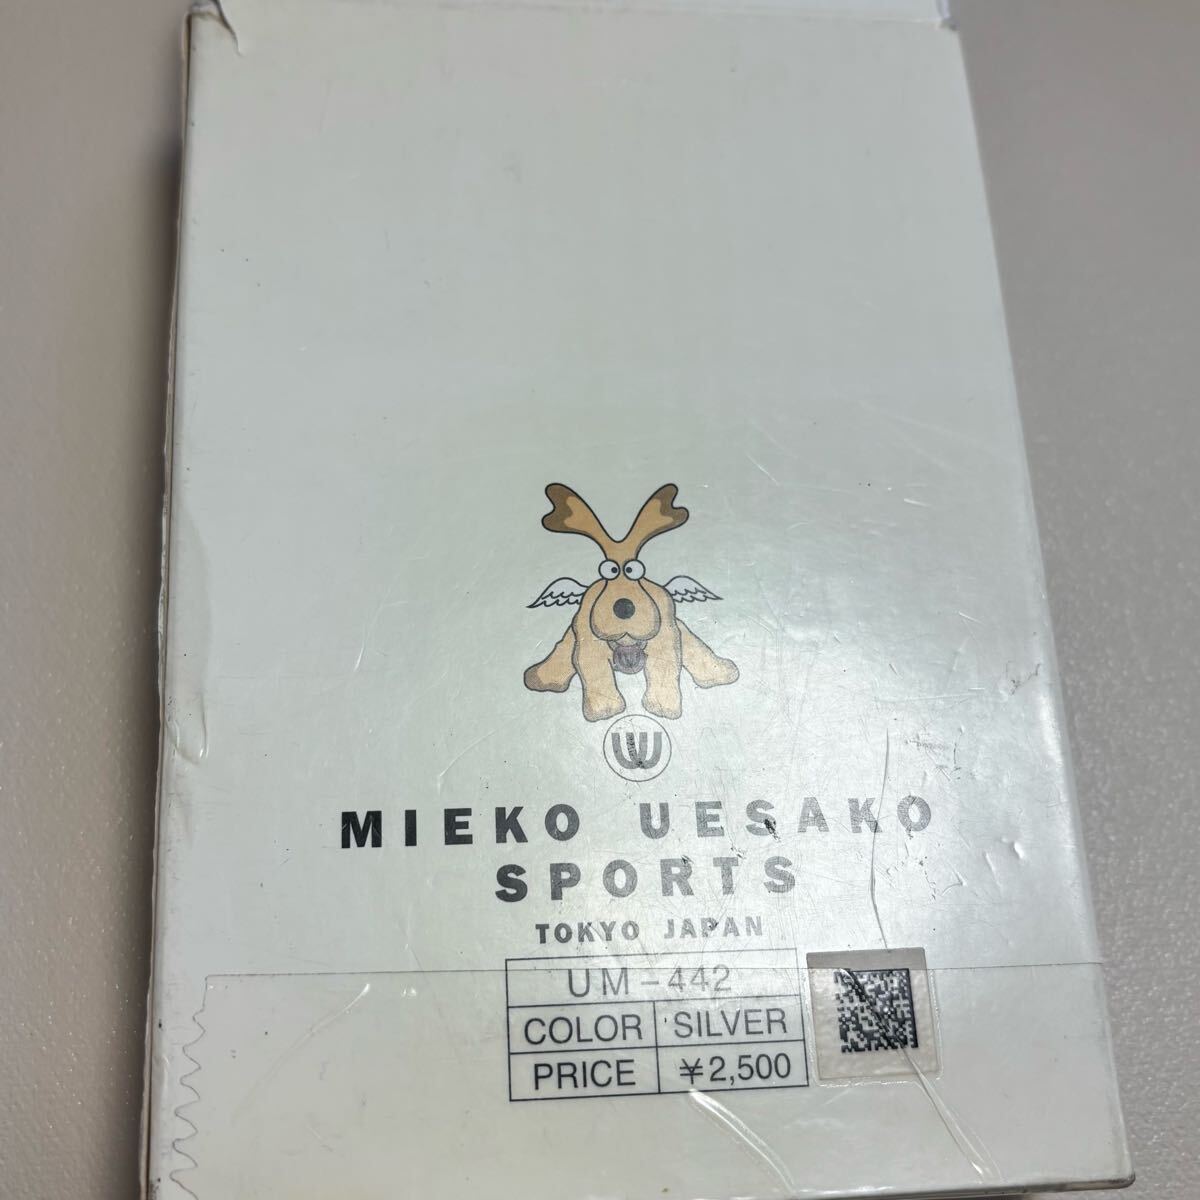 MIEKO UESAKO
SPORTS
TOKYO JAPAN
UM-442
COLOR SILVER
PRICE ¥2,500